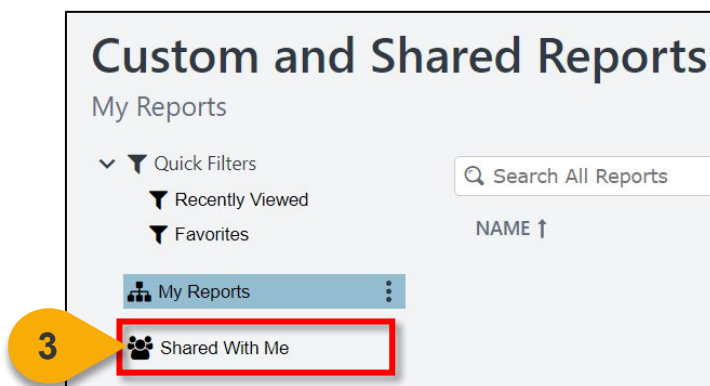 Custom and Shared Reports
My Reports
Quick Filters
Recently Viewed
Favorites
Search All Reports
NAME ↑
My Reports
3
Shared With Me